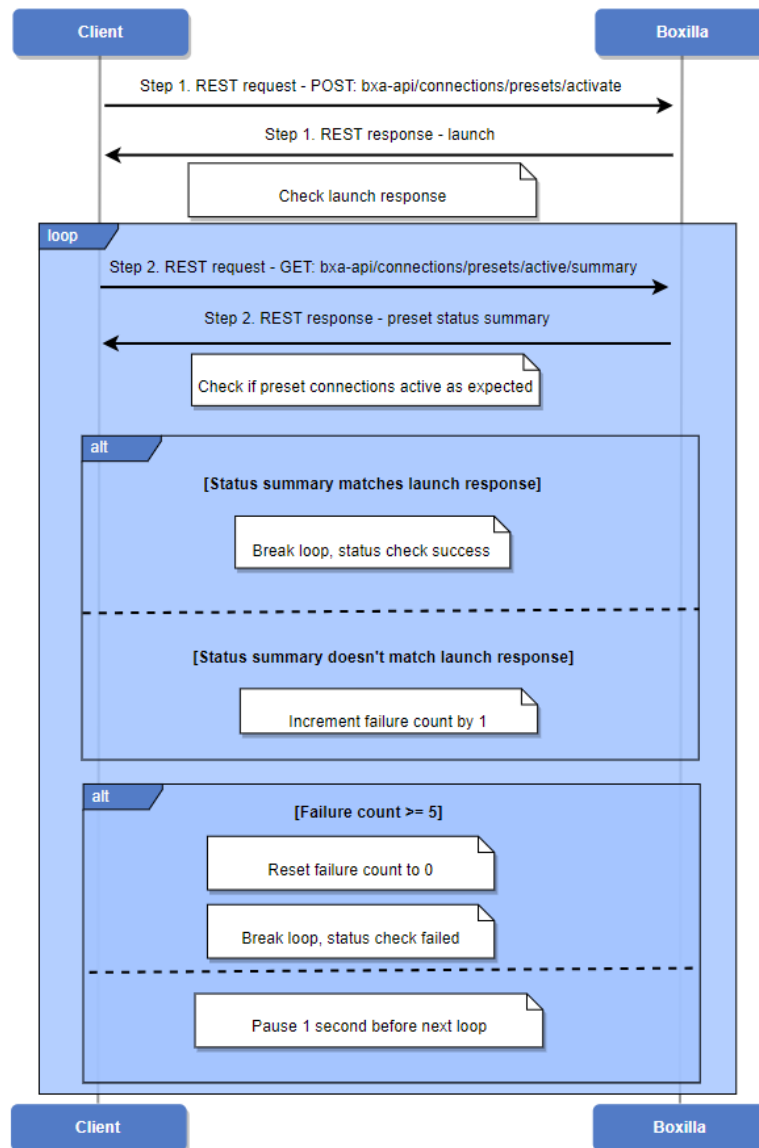 Client
Boxilla
Step 1. REST request - POST: bxa-api/connections/presets/activate
Step 1. REST response - launch
Check launch response
loop
Step 2. REST request - GET: bxa-api/connections/presets/active/summary
Step 2. REST response - preset status summary
Check if preset connections active as expected
alt
[Status summary matches launch response]
Break loop, status check success
[Status summary doesn't match launch response]
Increment failure count by 1
alt
[Failure count >= 5]
Reset failure count to 0
Break loop, status check failed
Pause 1 second before next loop
Client
Boxilla